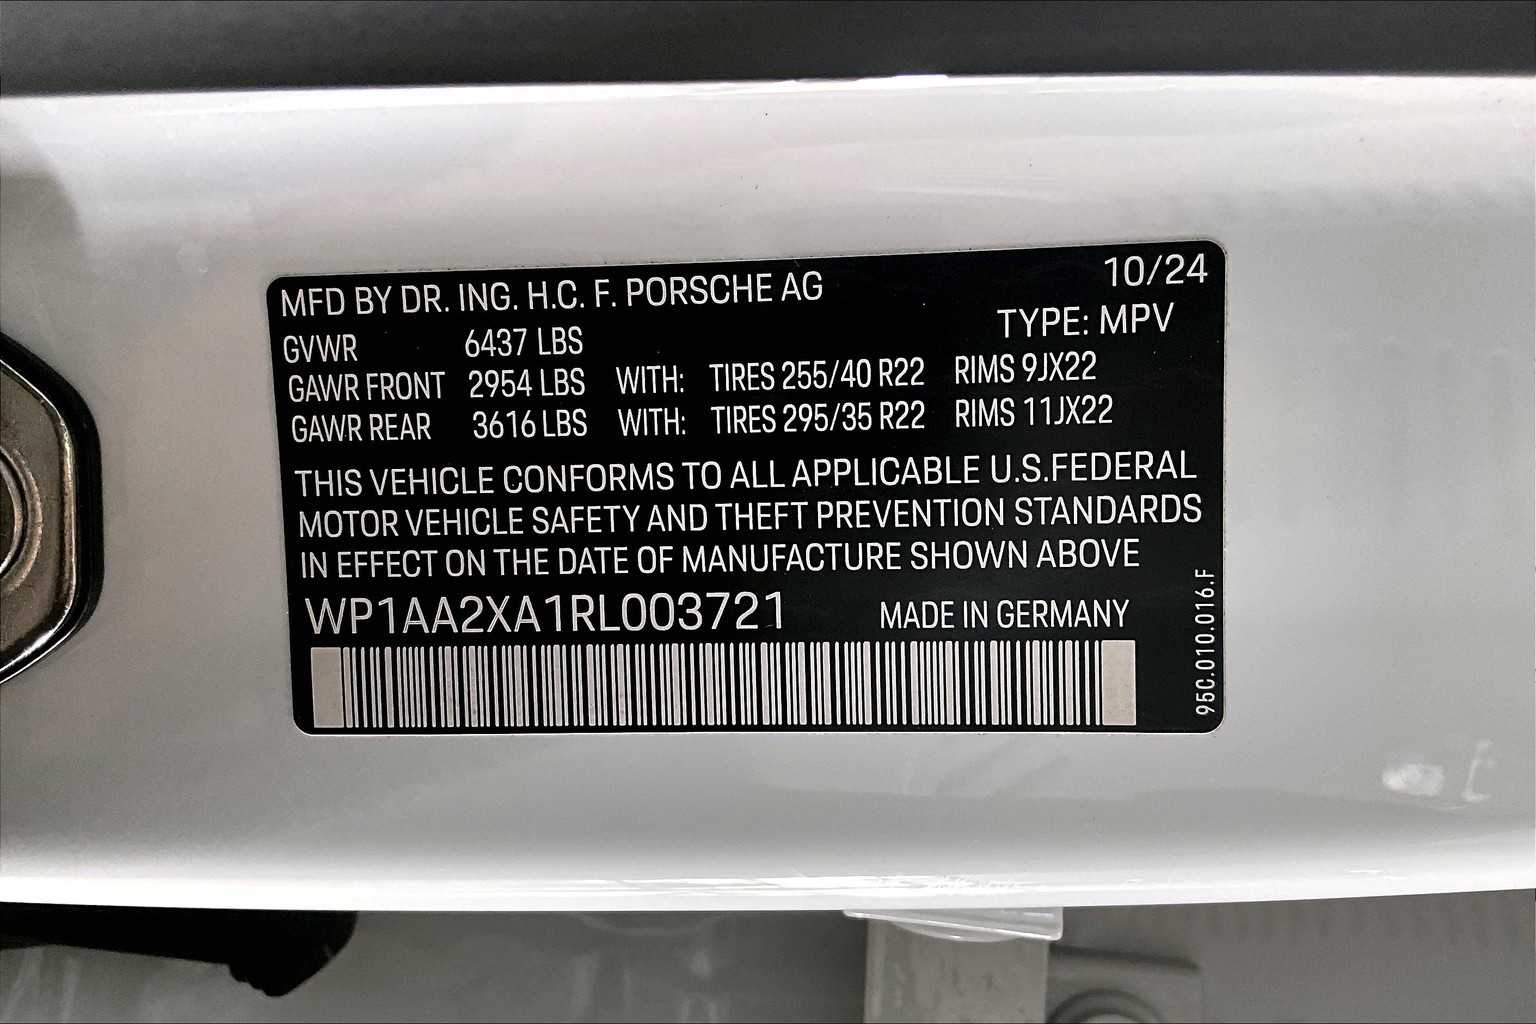 MFD BY DR. ING. H.C. F. PORSCHE AG 10/24
GVWR 6437 LBS TYPE: MPV
GAWR FRONT 2954 LBS WITH: TIRES 255/40 R22 RIMS 9JX22
GAWR REAR 3616 LBS WITH: TIRES 295/35 R22 RIMS 11JX22
THIS VEHICLE CONFORMS TO ALL APPLICABLE U.S.FEDERAL
MOTOR VEHICLE SAFETY AND THEFT PREVENTION STANDARDS
IN EFFECT ON THE DATE OF MANUFACTURE SHOWN ABOVE
WP1AA2XA1RL003721 MADE IN GERMANY
95C.010.016.F